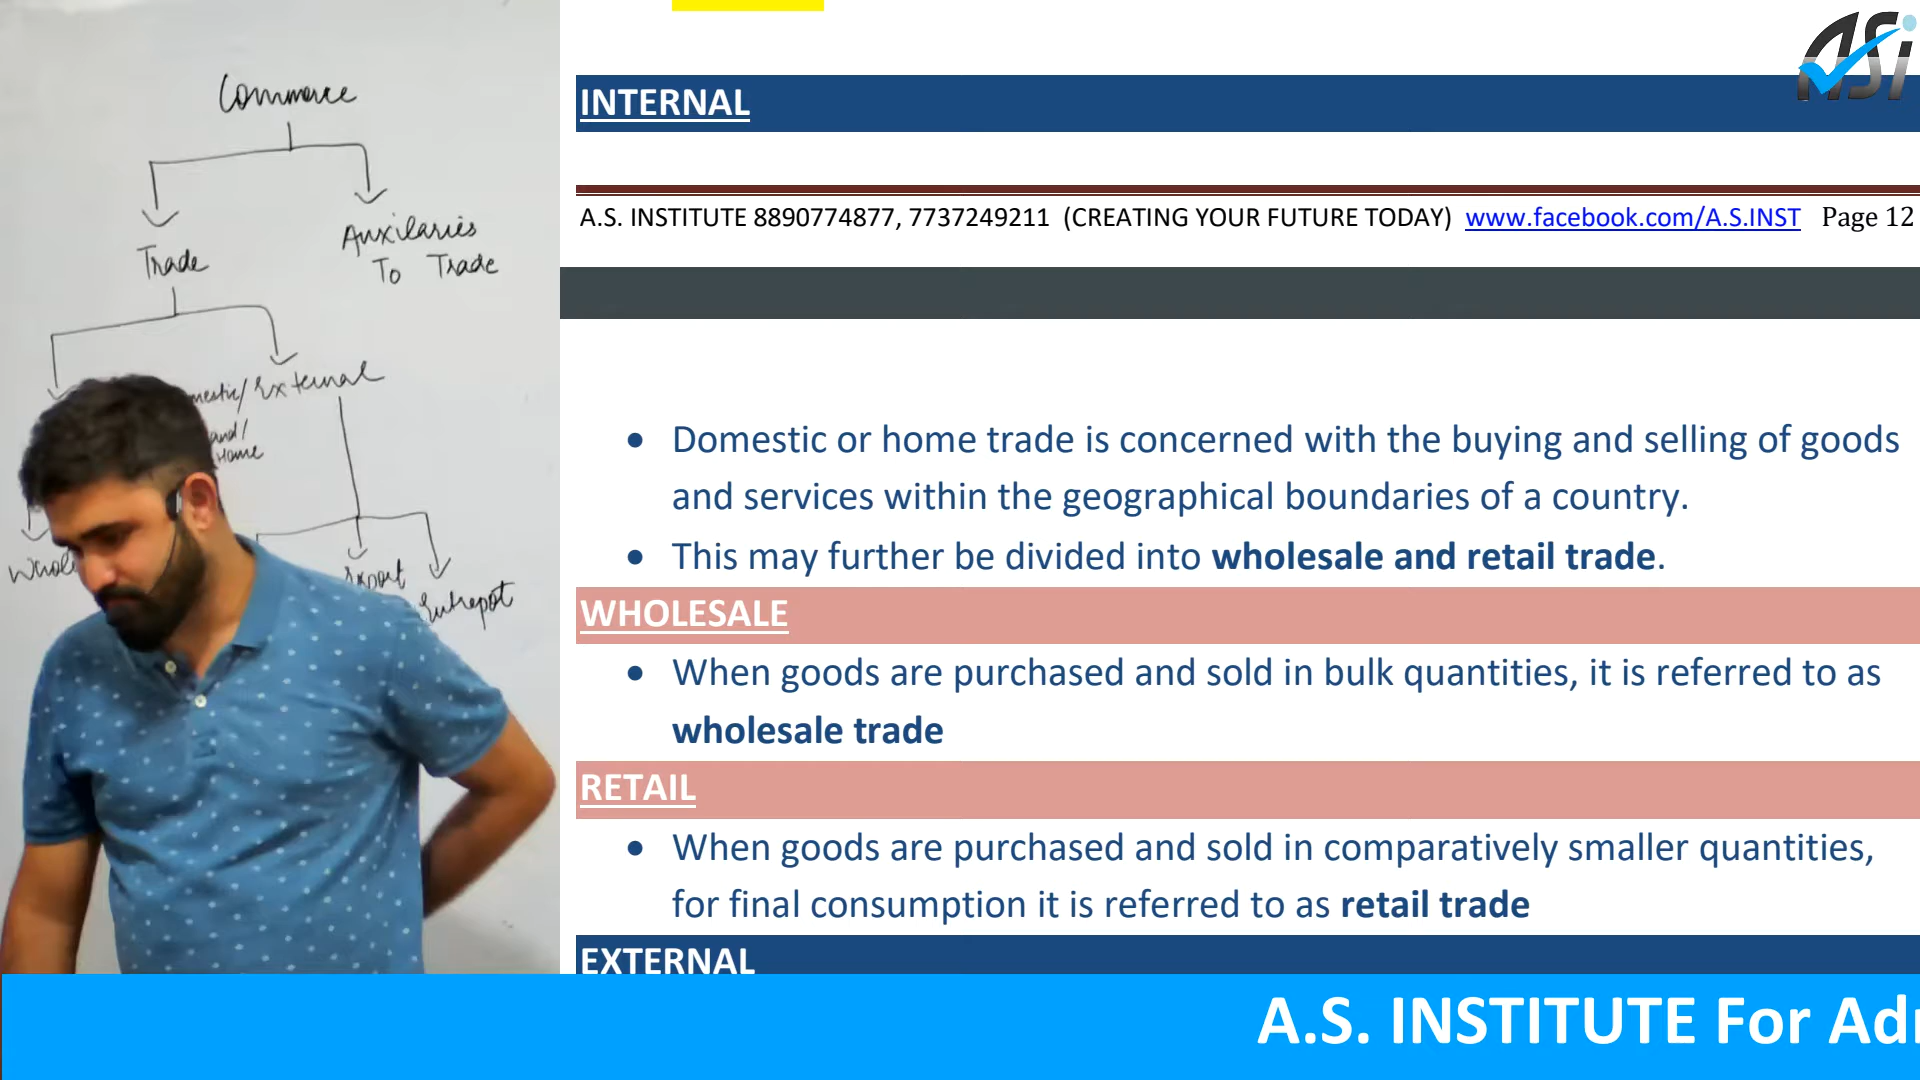 Commerce
Trade
Auxilaries
To Trade
External
Home
Export
Entrepot
ASi
INTERNAL
A.S. INSTITUTE 8890774877, 7737249211 (CREATING YOUR FUTURE TODAY) www.facebook.com/A.S.INST Page 12
• Domestic or home trade is concerned with the buying and selling of goods
and services within the geographical boundaries of a country.
• This may further be divided into wholesale and retail trade.
WHOLESALE
• When goods are purchased and sold in bulk quantities, it is referred to as
wholesale trade
RETAIL
• When goods are purchased and sold in comparatively smaller quantities,
for final consumption it is referred to as retail trade
EXTERNAL
A.S. INSTITUTE For